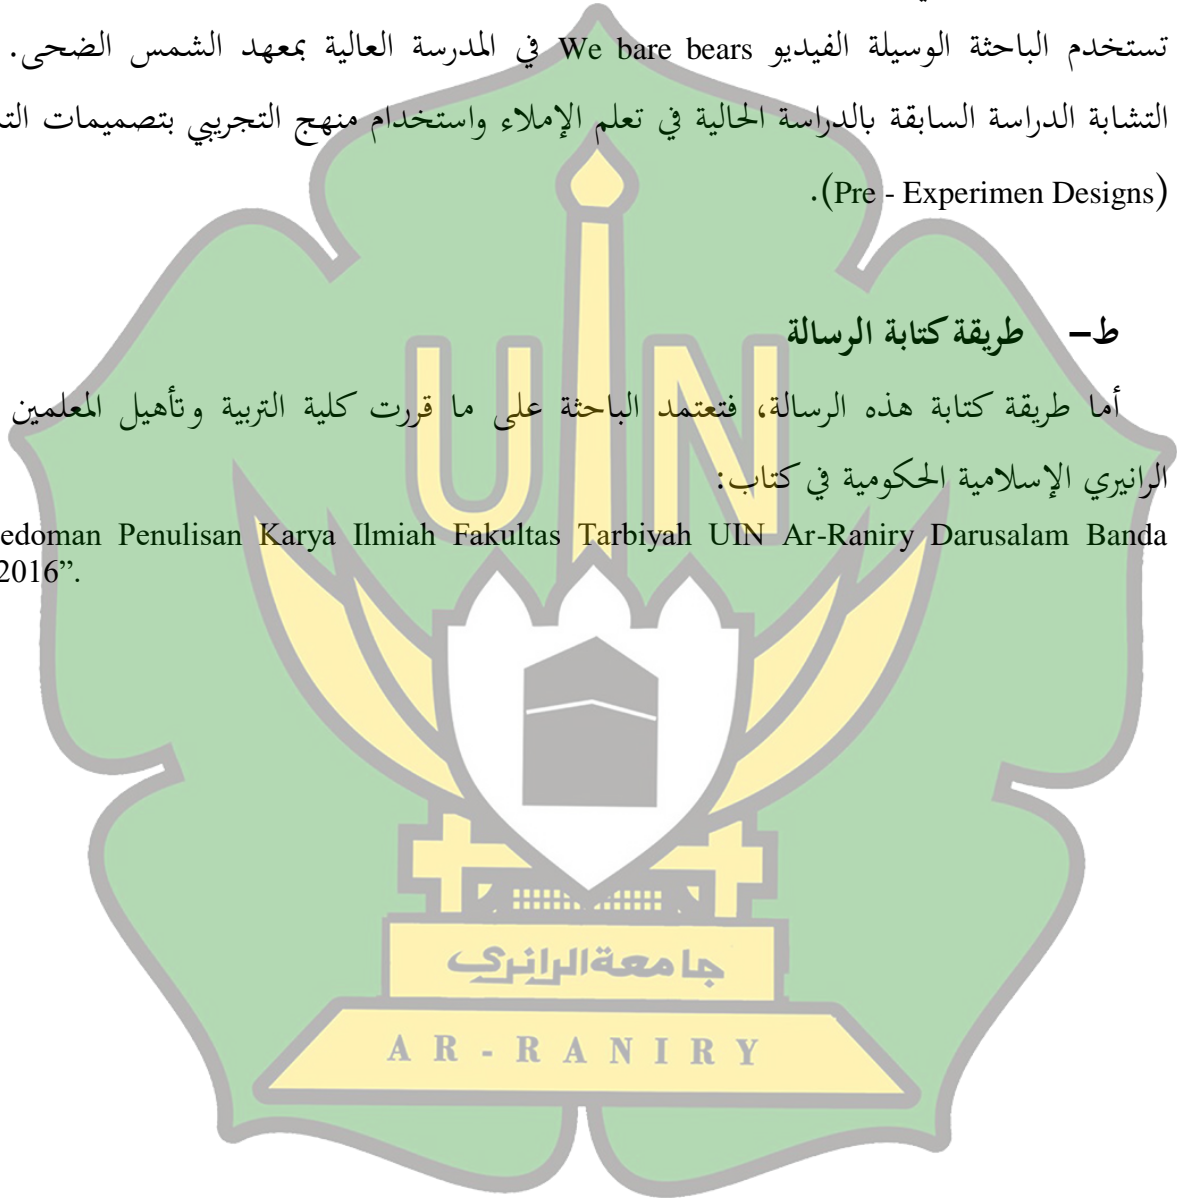 تستخدم الباحثة الوسيلة الفيديو We bare bears في المدرسة العالية بمعهد الشمس الضحى.
التشابة الدراسة السابقة بالدراسة الحالية في تعلم الإملاء واستخدام منهج التجريبي بتصميمات
(Pre - Experimen Designs).
ط– طريقة كتابة الرسالة
أما طريقة كتابة هذه الرسالة، فتعتمد الباحثة على ما قررت كلية التربية وتأهيل المعلمين
الرانيري الإسلامية الحكومية في كتاب:
edoman Penulisan Karya Ilmiah Fakultas Tarbiyah UIN Ar-Raniry Darusalam Banda
2016”.
UIN
جامعة الرانري
AR-RANIRY